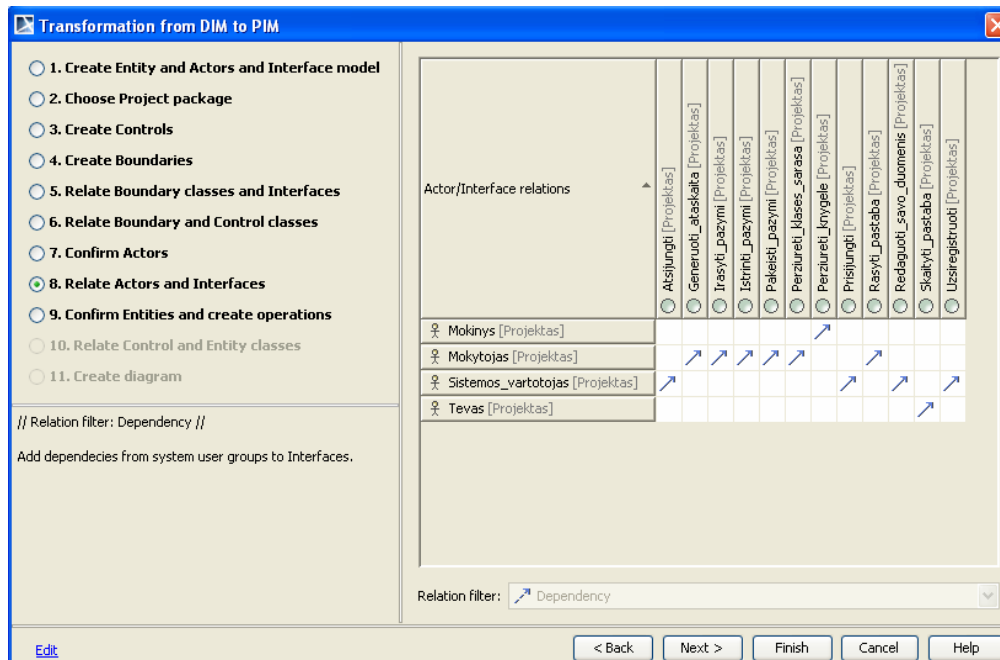 Transformation from DIM to PIM
1. Create Entity and Actors and Interface model
2. Choose Project package
3. Create Controls
4. Create Boundaries
5. Relate Boundary classes and Interfaces
6. Relate Boundary and Control classes
7. Confirm Actors
8. Relate Actors and Interfaces
9. Confirm Entities and create operations
10. Relate Control and Entity classes
11. Create diagram
// Relation filter: Dependency //
Add dependecies from system user groups to Interfaces.
Edit
Actor/Interface relations
Atsijungti [Projektas]
Generuoti_ataskaita [Projektas]
Irasyti_pazymi [Projektas]
Istrinti_pazymi [Projektas]
Pakeisti_pazymi [Projektas]
Perziureti_klases_sarasa [Projektas]
Perziureti_knygele [Projektas]
Prisijungti [Projektas]
Rasyti_pastaba [Projektas]
Redaguoti_savo_duomenis [Projektas]
Skaityti_pastaba [Projektas]
Uzsiregistruoti [Projektas]
Mokinys [Projektas]
Mokytojas [Projektas]
Sistemos_vartotojas [Projektas]
Tevas [Projektas]
Relation filter: Dependency
< Back Next > Finish Cancel Help